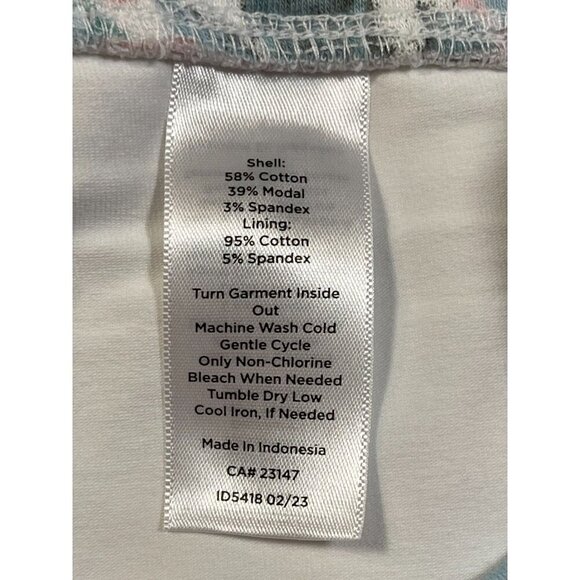 Shell:
58% Cotton
39% Modal
3% Spandex
Lining:
95% Cotton
5% Spandex
Turn Garment Inside
Out
Machine Wash Cold
Gentle Cycle
Only Non-Chlorine
Bleach When Needed
Tumble Dry Low
Cool Iron, If Needed
Made In Indonesia
CA# 23147
ID5418 02/23